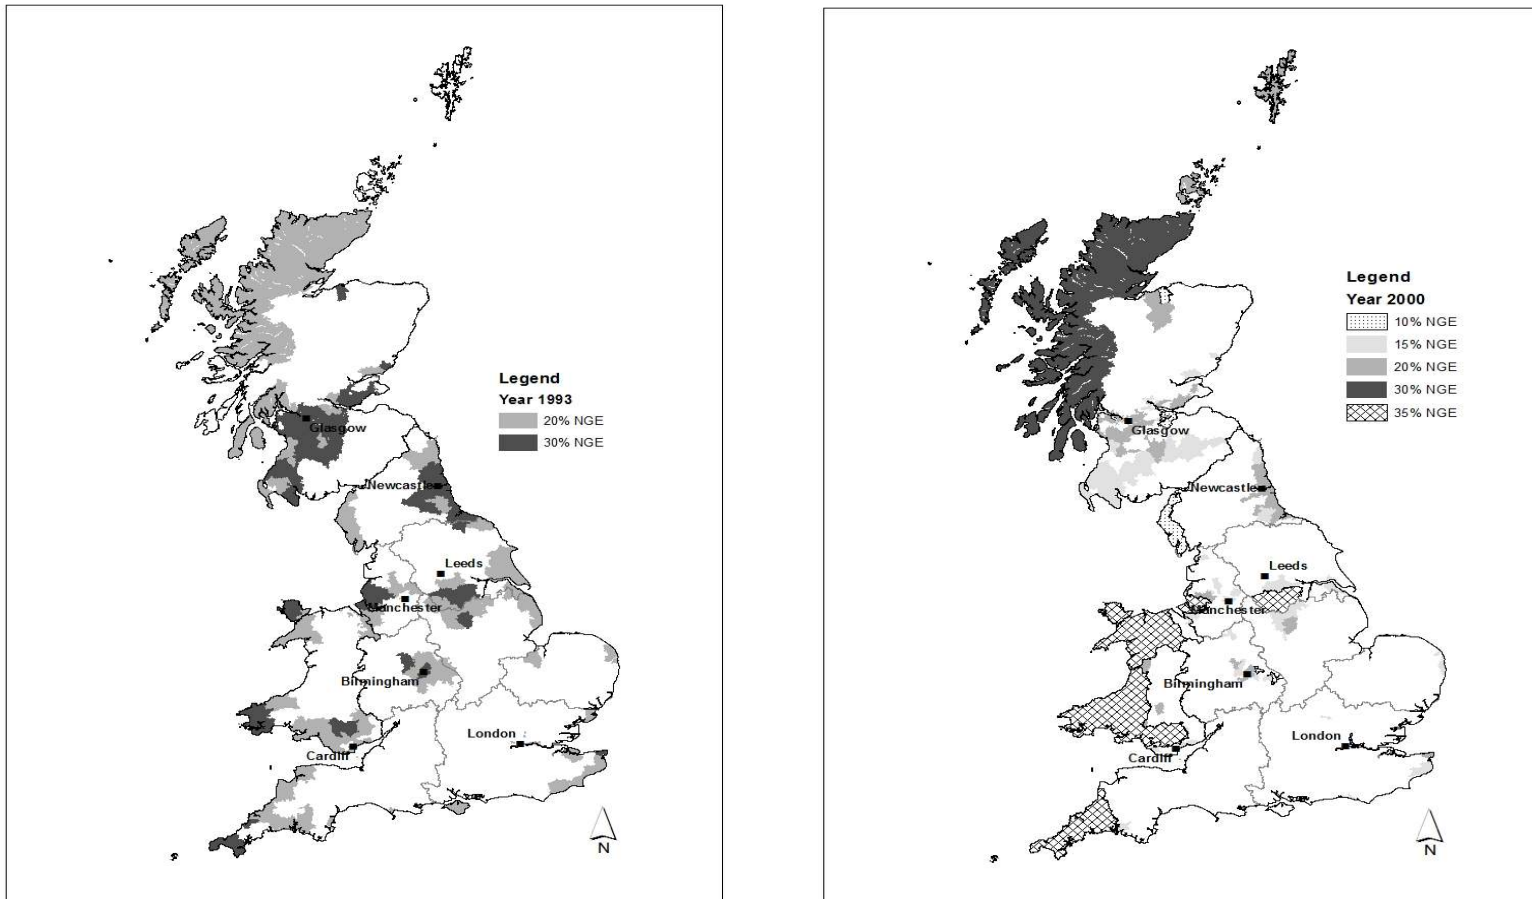 Legend
Year 1993
20% NGE
30% NGE
Glasgow
Newcastle
Leeds
Manchester
Birmingham
London
Cardiff
N
Legend
Year 2000
10% NGE
15% NGE
20% NGE
30% NGE
35% NGE
Glasgow
Newcastle
Leeds
Manchester
Birmingham
London
Cardiff
N